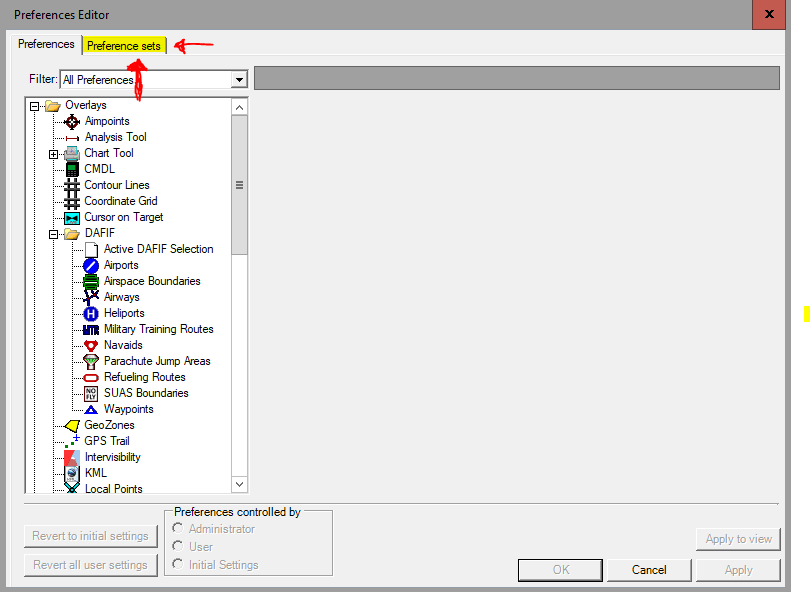 Preferences Editor
x
Preferences
Preference sets
Filter:
All Preferences
Overlays
Aimpoints
Analysis Tool
Chart Tool
CMDL
Contour Lines
Coordinate Grid
Cursor on Target
DAFIF
Active DAFIF Selection
Airports
Airspace Boundaries
Airways
H
Heliports
MTR
Military Training Routes
Navaids
Parachute Jump Areas
Refueling Routes
NO
FLY
SUAS Boundaries
Waypoints
GeoZones
GPS Trail
Intervisibility
KML
Local Points
Revert to initial settings
Revert all user settings
Preferences controlled by
Administrator
User
Initial Settings
Apply to view
OK
Cancel
Apply